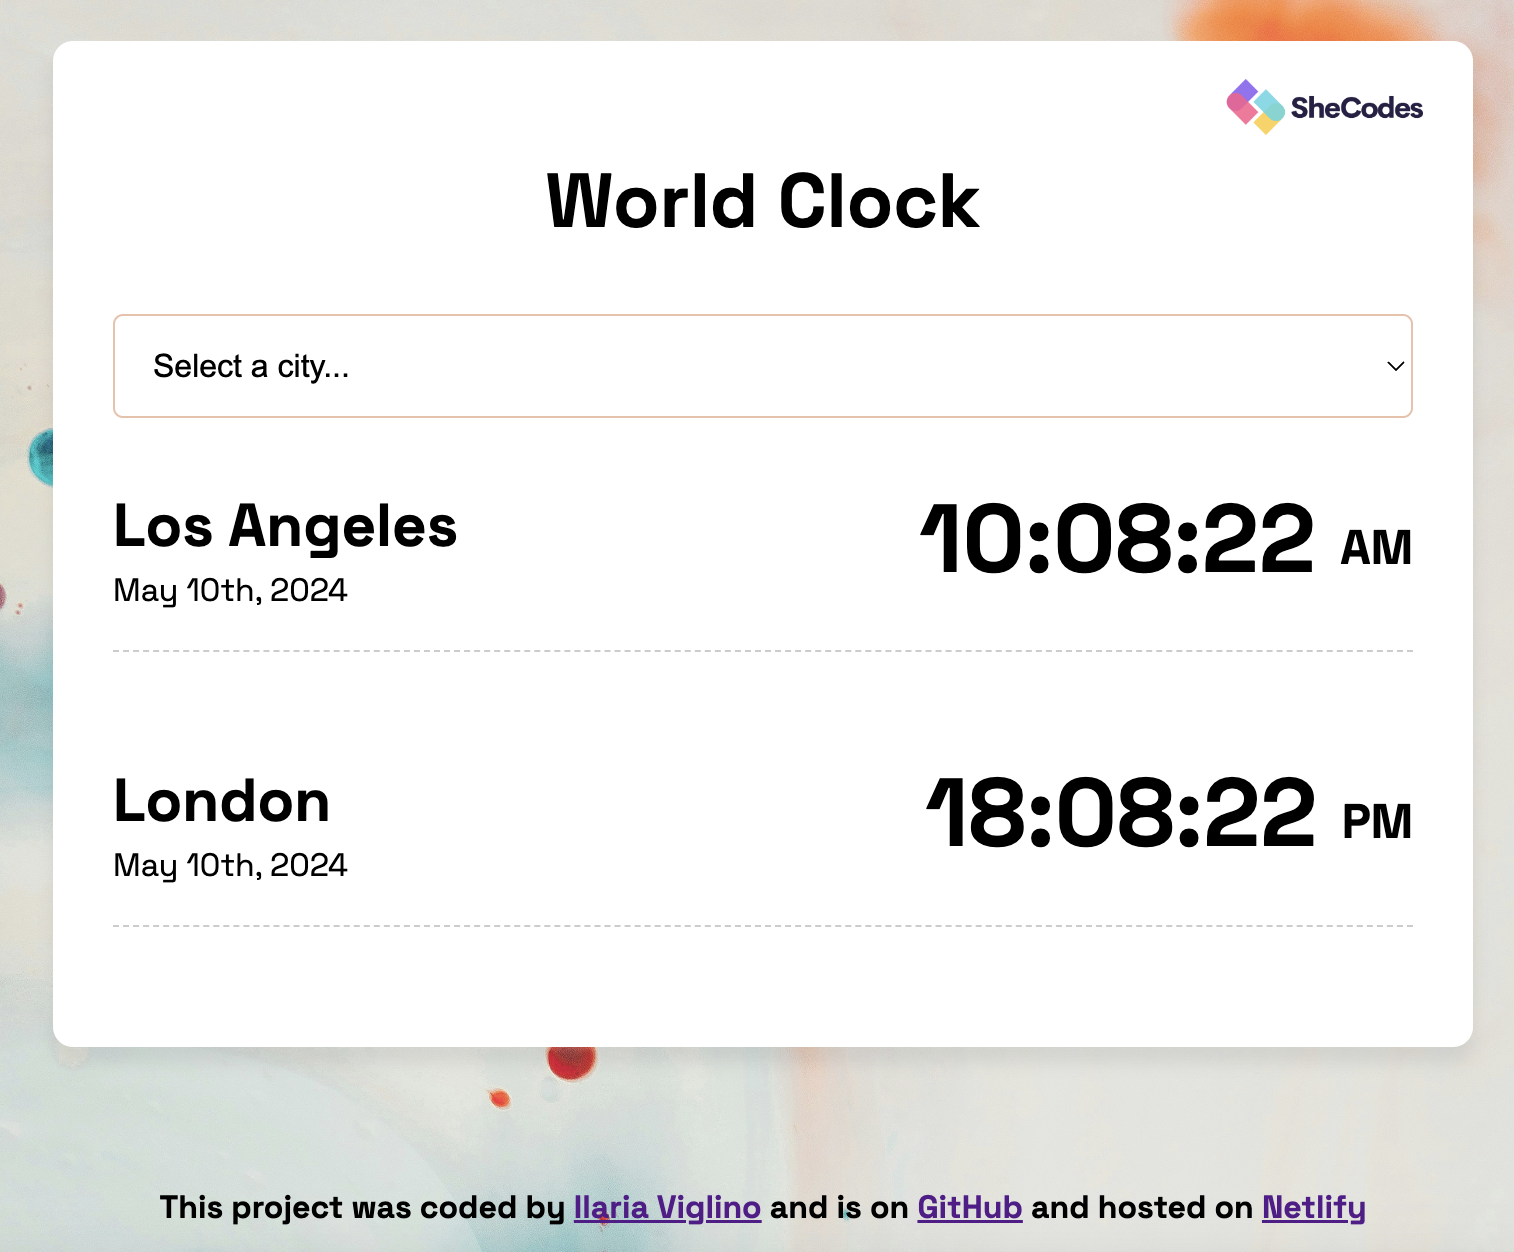 SheCodes
World Clock
Select a city...
Los Angeles
10:08:22 AM
May 10th, 2024
London
18:08:22 PM
May 10th, 2024
This project was coded by Ilaria Viglino and is on GitHub and hosted on Netlify